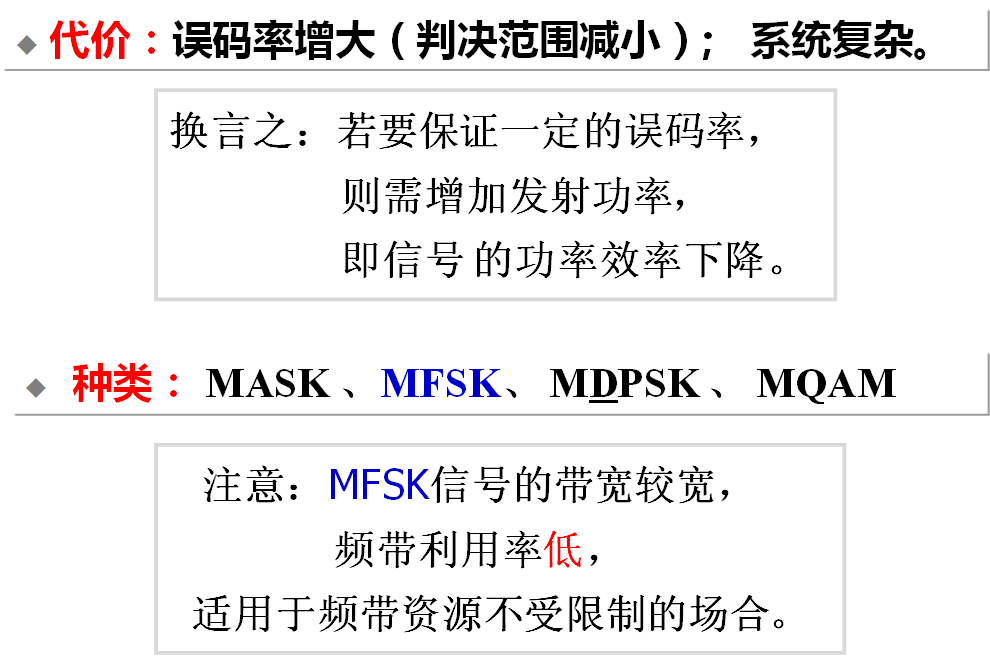 代价：误码率增大（判决范围减小）； 系统复杂。
换言之：若要保证一定的误码率，
则需增加发射功率，
即信号的功率效率下降。
种类： MASK 、MFSK、 MDPSK 、 MQAM
注意：MFSK信号的带宽较宽，
频带利用率低，
适用于频带资源不受限制的场合。